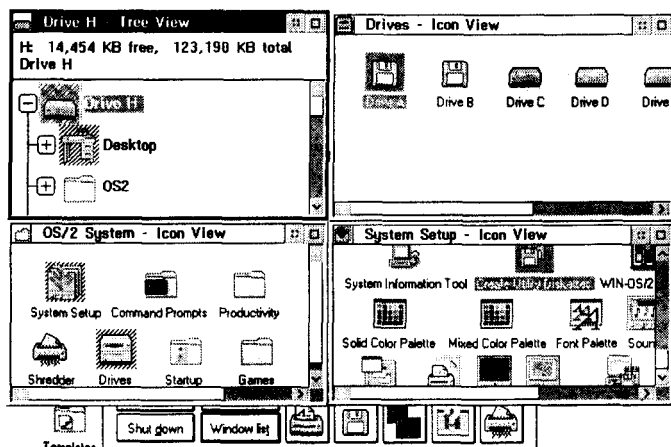 Drive H - Tree View
H: 14,454 KB free, 123,190 KB total
Drive H
Drive H
Desktop
OS2
Drives - Icon View
Drive A
Drive B
Drive C
Drive D
Drive
OS/2 System - Icon View
System Setup
Command Prompts
Productivity
Shredder
Drives
Startup
Games
System Setup - Icon View
System Information Tool
Create Utility Diskettes
WIN-OS/2
Solid Color Palette
Mixed Color Palette
Font Palette
Soun
Templates
Shut down
Window list